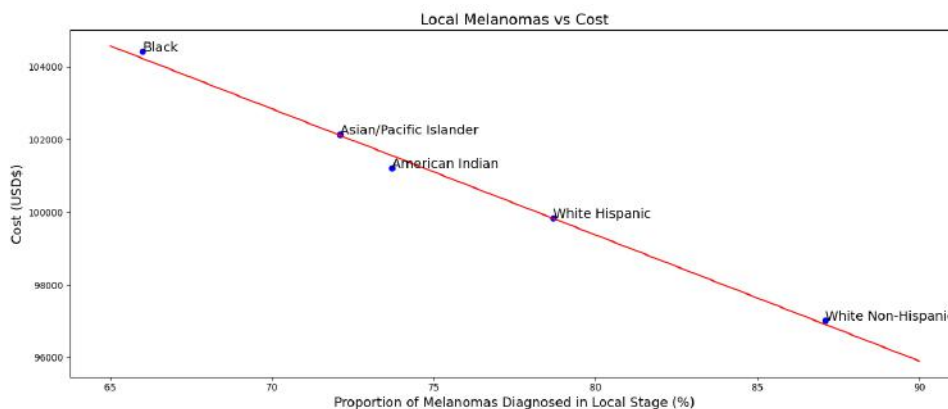 Local Melanomas vs Cost
Black
104000
Asian/Pacific Islander
102000
American Indian
Cost (USD$)
100000
White Hispanic
98000
White Non-Hispanic
96000
65 70 75 80 85 90
Proportion of Melanomas Diagnosed in Local Stage (%)